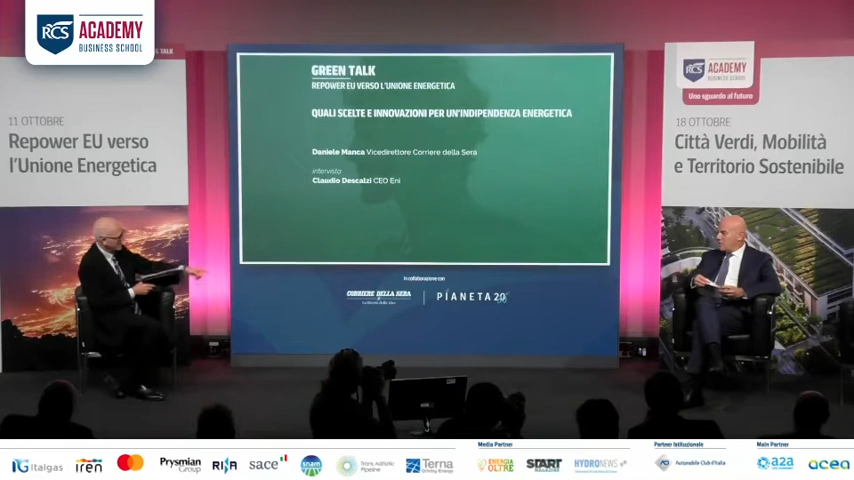 RCS ACADEMY
BUSINESS SCHOOL
TALK
11 OTTOBRE
Repower EU verso
l'Unione Energetica
GREEN TALK
REPOWER EU VERSO L'UNIONE ENERGETICA
QUALI SCELTE E INNOVAZIONI PER UN'INDIPENDENZA ENERGETICA
Daniele Manca Vicedirettore Corriere della Sera
intervista
Claudio Descalzi CEO Eni
In collaborazione con
CORRIERE DELLA SERA
PIANETA 20
RCS ACADEMY
BUSINESS SCHOOL
Uno sguardo al futuro
18 OTTOBRE
Città Verdi, Mobilità
e Territorio Sostenibile
Media Partner
Partner Istituzionale
Main Partner
Italgas
iren
Prysmian
Group
RINA
sace
snam
Trans Adriatic
Pipeline
Terna
Driving Energy
ENERGIA
OLTRE
START
MAGAZINE
HYDRONEWS
Automobile Club d'Italia
a2a
acea